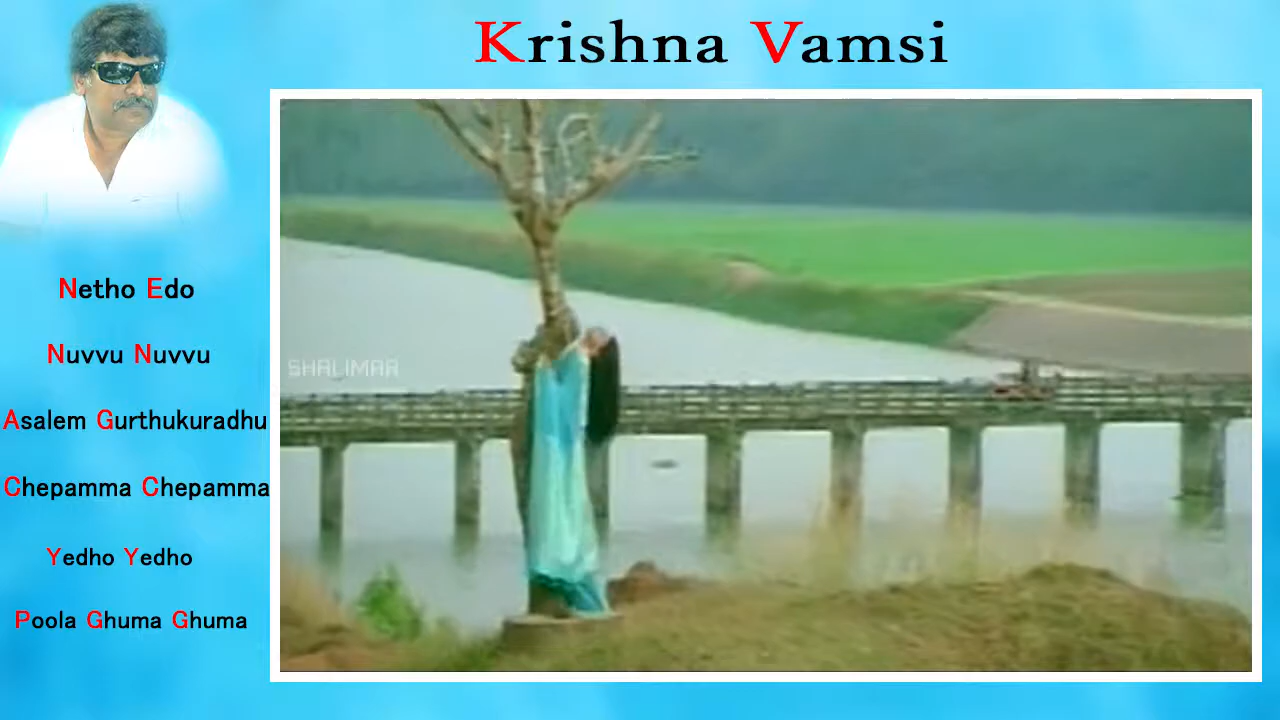 Krishna Vamsi
Netho Edo
Nuvvu Nuvvu
Asalem Gurthukuradhu
Chepamma Chepamma
Yedho Yedho
Poola Ghuma Ghuma
SHALIMAR